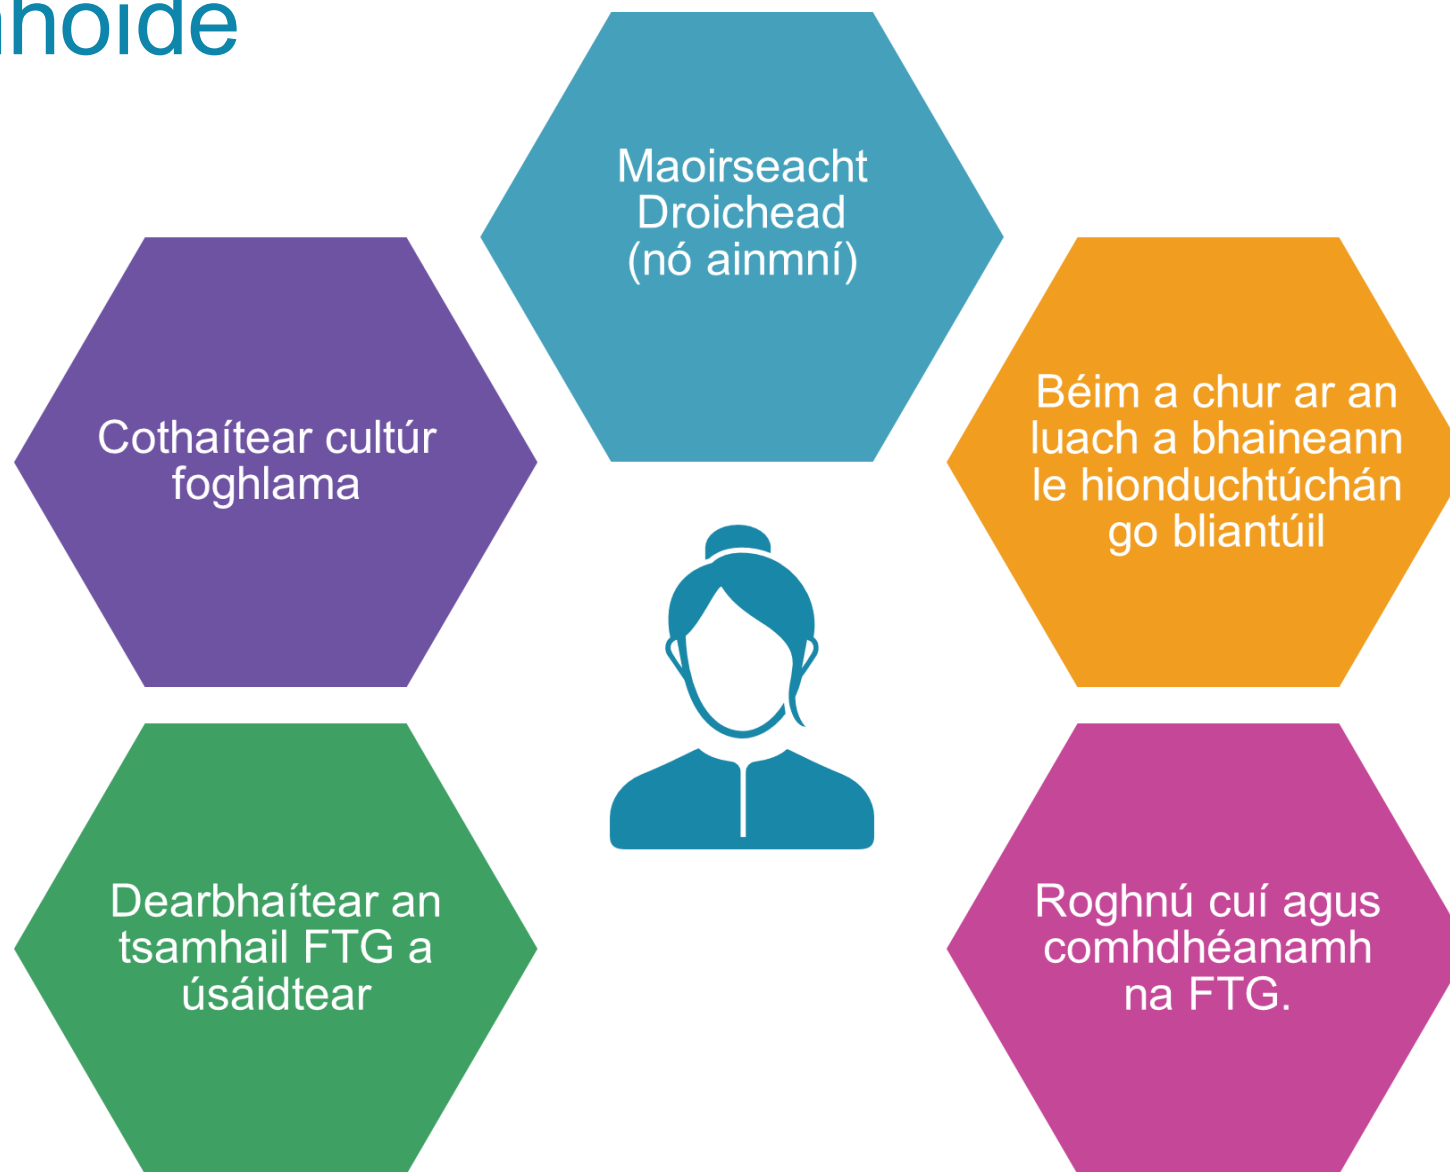 Maoirseacht
Droichead
(nó ainmní)
Cothaítear cultúr
foghlama
Béim a chur ar an
luach a bhaineann
le hionduchtúchán
go bliantúil
Dearbhaítear an
tsamhail FTG a
úsáidtear
Roghnú cuí agus
comhdhéanamh
na FTG.